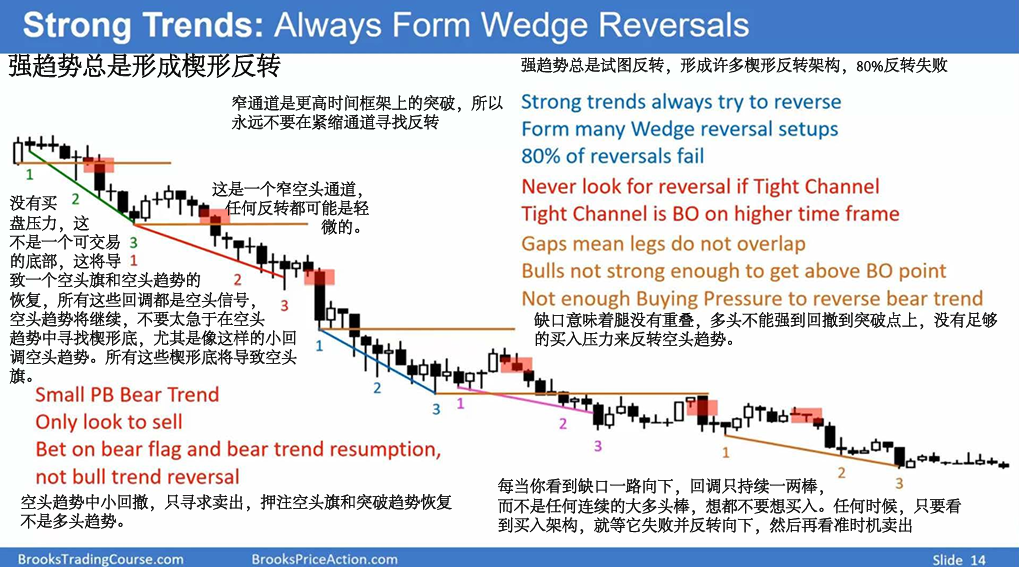 Strong Trends: Always Form Wedge Reversals
强趋势总是形成楔形反转
强趋势总是试图反转，形成许多楔形反转架构，80%反转失败
窄通道是更高时间框架上的突破，所以
永远不要在紧缩通道寻找反转
Strong trends always try to reverse
Form many Wedge reversal setups
80% of reversals fail
Never look for reversal if Tight Channel
Tight Channel is BO on higher time frame
Gaps mean legs do not overlap
Bulls not strong enough to get above BO point
Not enough Buying Pressure to reverse bear trend
缺口意味着腿没有重叠，多头不能强到回撤到突破点上，没有足够
的买入压力来反转空头趋势。
这是一个窄空头通道，
任何反转都可能是轻
微的。
没有买
盘压力，这
不是一个可交易
的底部，这将导
致一个空头旗和空头趋势的
恢复，所有这些回调都是空头信号，
空头趋势将继续，不要太急于在空头
趋势中寻找楔形底，尤其是像这样的小回
调空头趋势。所有这些楔形底将导致空头
旗。
1
2
3
1
2
3
1
2
3
1
2
3
1
2
3
Small PB Bear Trend
Only look to sell
Bet on bear flag and bear trend resumption,
not bull trend reversal
空头趋势中小回撤，只寻求卖出，押注空头旗和突破趋势恢复
不是多头趋势。
每当你看到缺口一路向下，回调只持续一两棒，
而不是任何连续的大多头棒，想都不要想买入。任何时候，只要看
到买入架构，就等它失败并反转向下，然后再看准时机卖出
BrooksTradingCourse.com
BrooksPriceAction.com
Slide 14